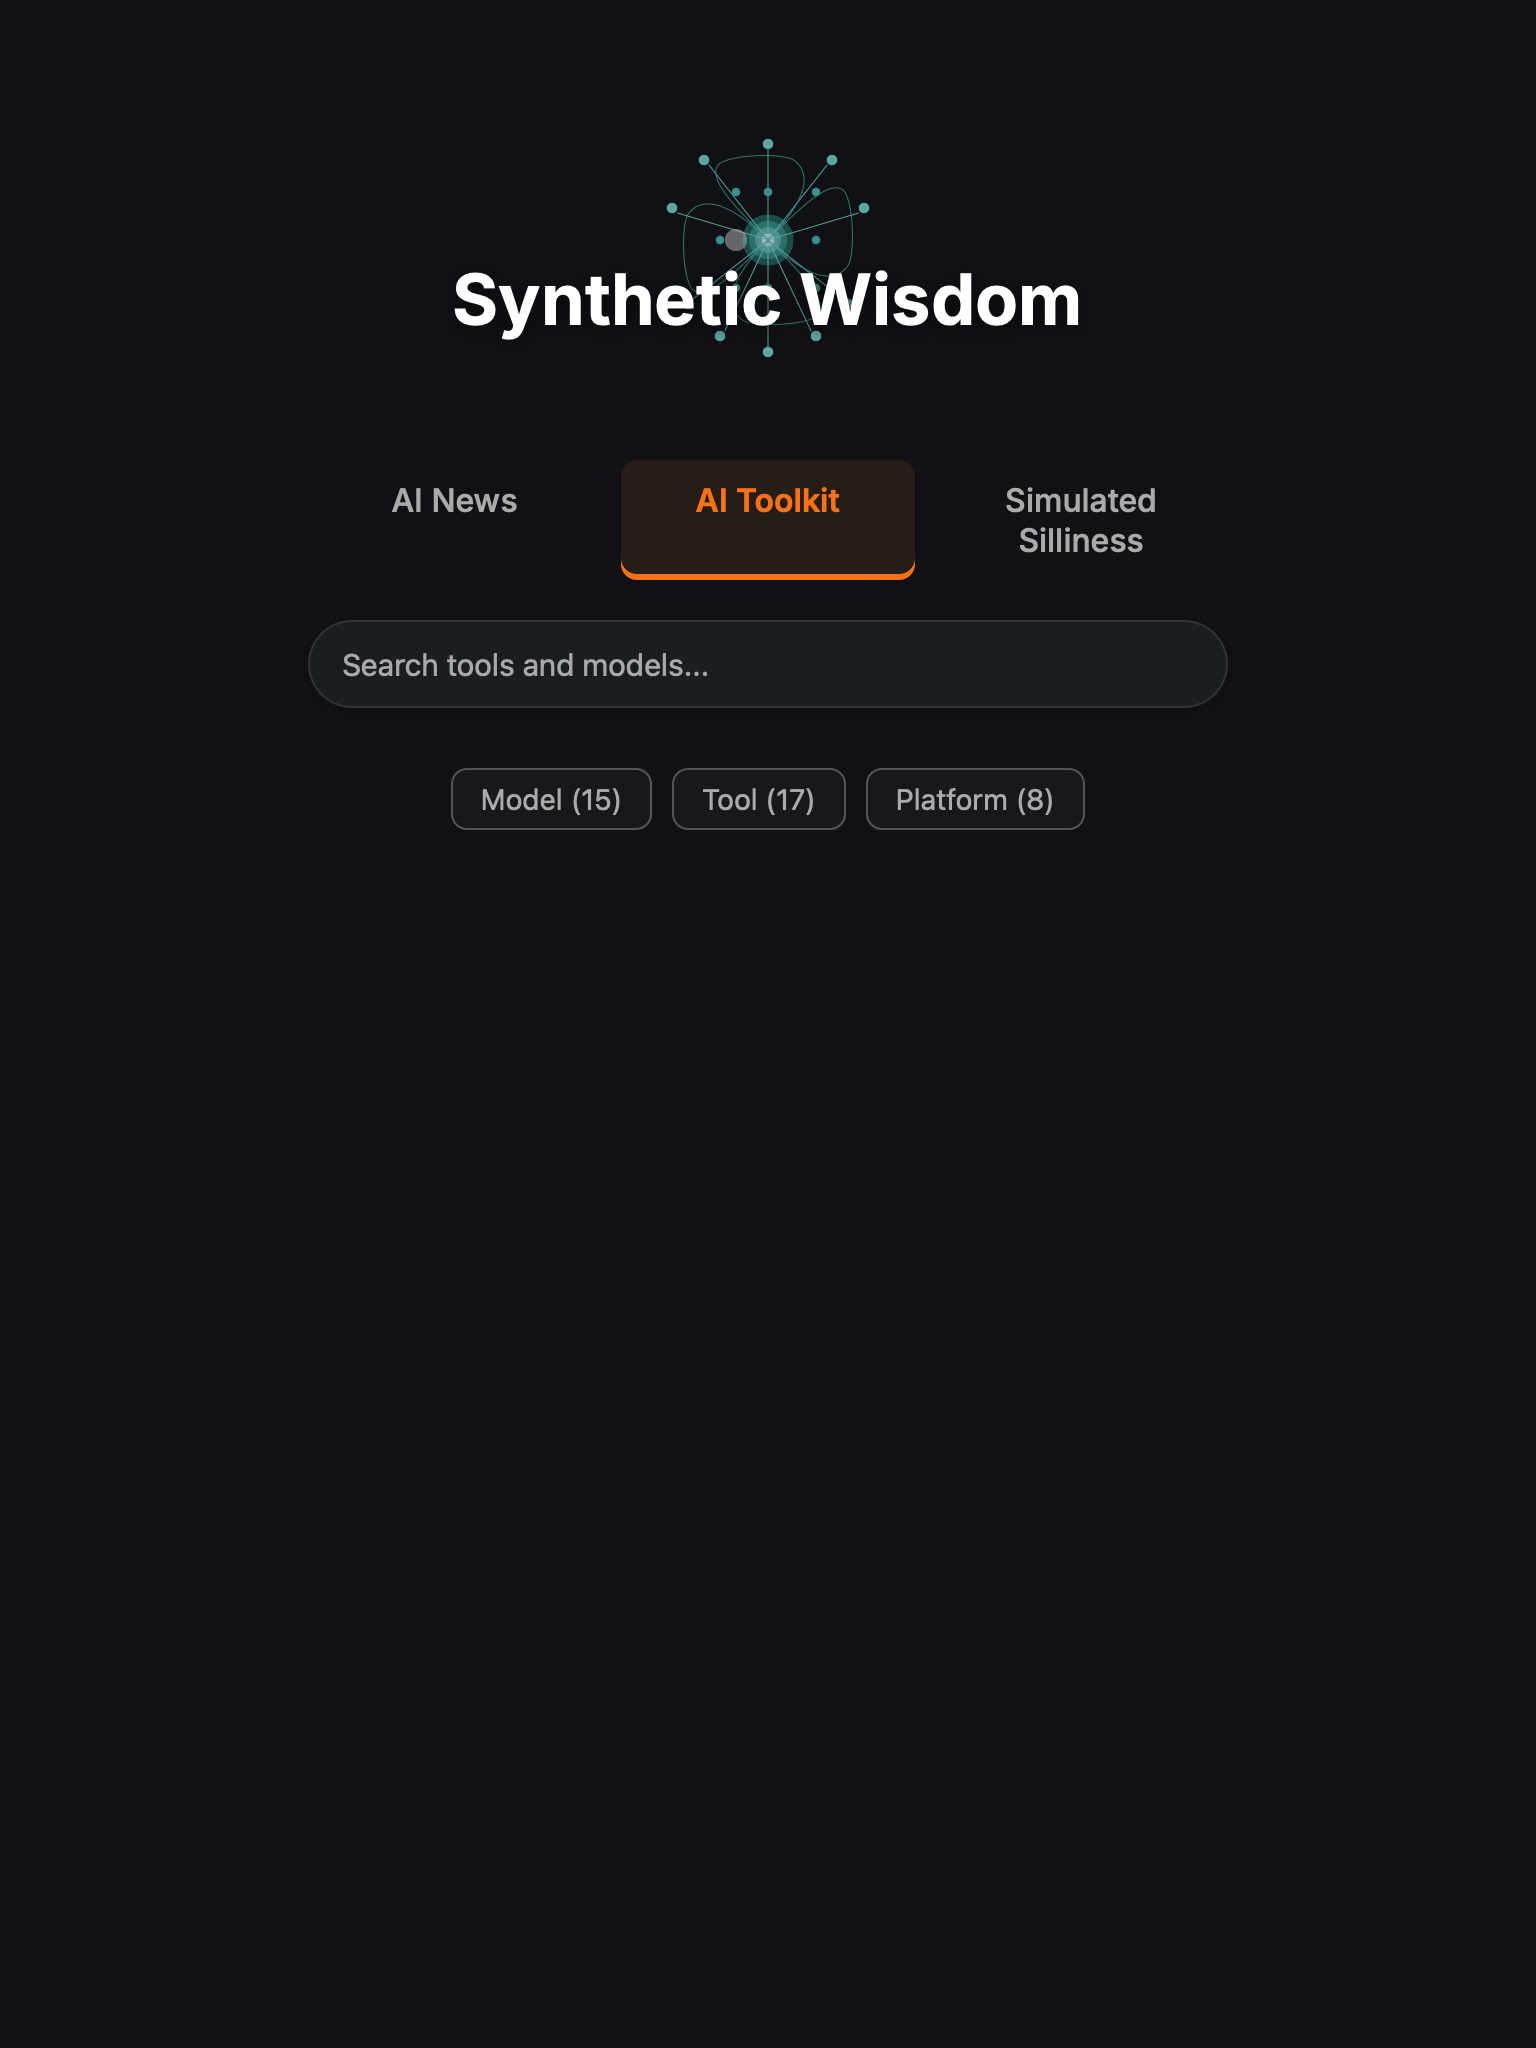 Synthetic Wisdom
AI News
AI Toolkit
Simulated
Silliness
Search tools and models...
Model (15)
Tool (17)
Platform (8)